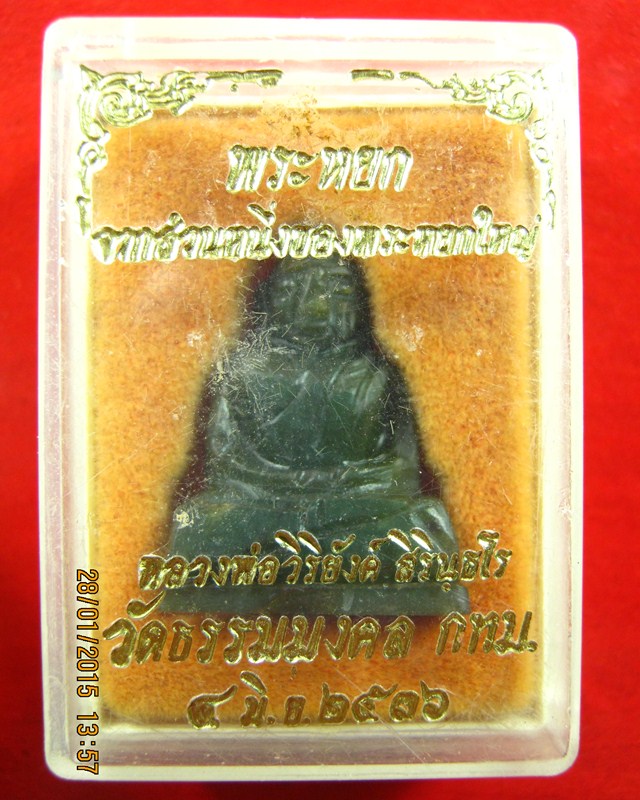 พระหยก
จากส่วนหนึ่งของพระหยกใหญ่
หลวงพ่อวิริยังค์ สิรินฺธโร
วัดธรรมมงคล กทม.
๔ มิ.ย. ๒๕๓๖
28/01/2015 13:57